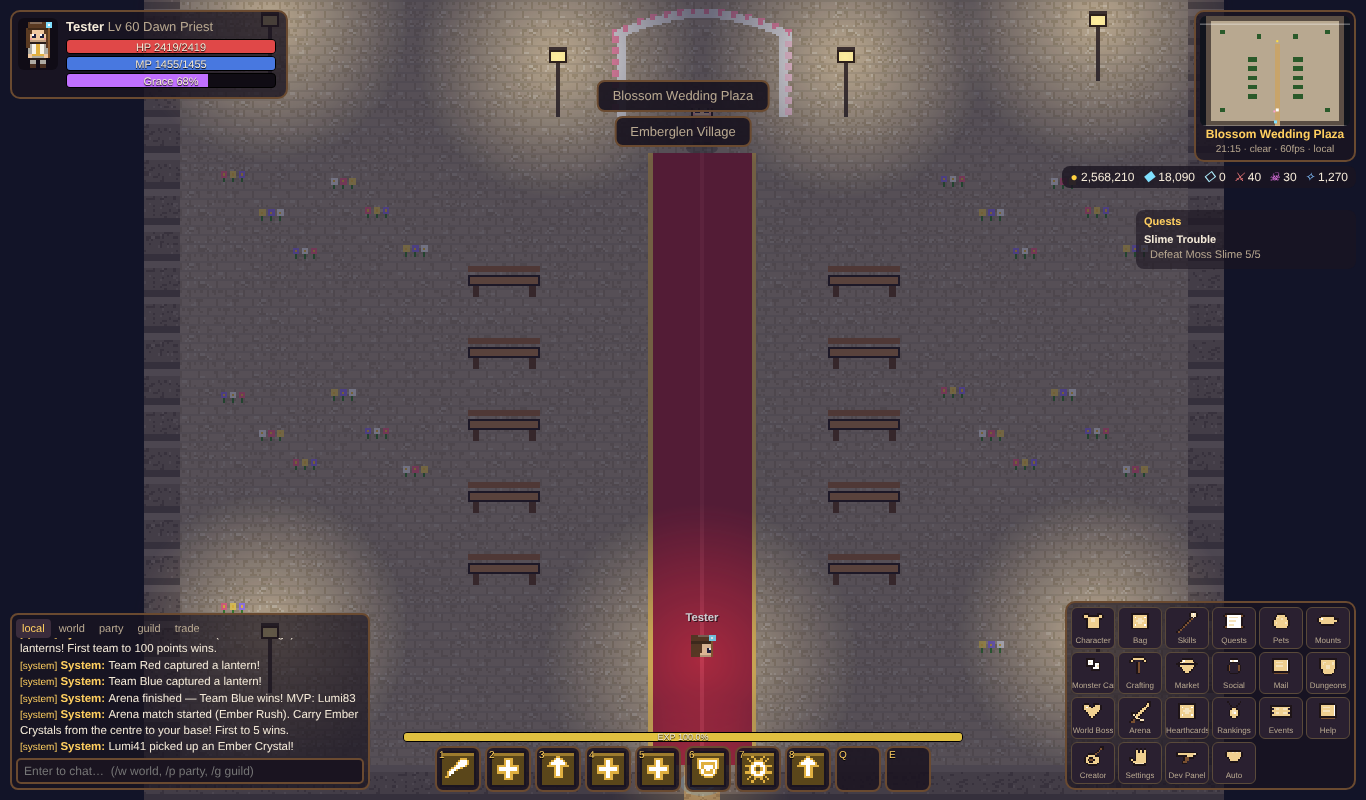 Tester Lv 60 Dawn Priest
HP 2419/2419
MP 1455/1455
Grace 68%
Blossom Wedding Plaza
Emberglen Village
Blossom Wedding Plaza
21:15 · clear · 60fps · local
2,568,210 18,090 0 40 30 1,270
Quests
Slime Trouble
Defeat Moss Slime 5/5
Tester
local world party guild trade
lanterns! First team to 100 points wins.
[system] System: Team Red captured a lantern!
[system] System: Team Blue captured a lantern!
[system] System: Arena finished — Team Blue wins! MVP: Lumi83
[system] System: Arena match started (Ember Rush). Carry Ember
Crystals from the centre to your base! First to 5 wins.
[system] System: Lumi41 picked up an Ember Crystal!
Enter to chat… (/w world, /p party, /g guild)
EXP 100.0%
1 2 3 4 5 6 7 8 Q E
Character Bag Skills Quests Pets Mounts
Monster Ca Crafting Market Social Mail Dungeons
World Boss Arena Hearthcards Rankings Events Help
Creator Settings Dev Panel Auto